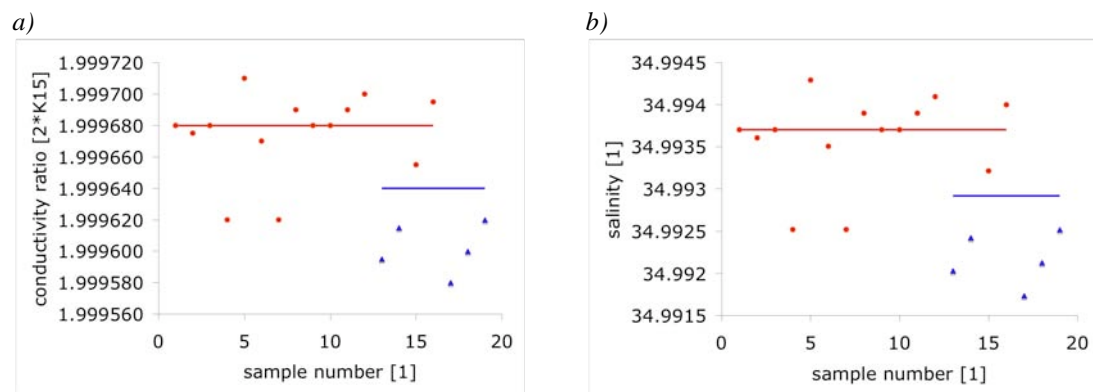 a)
1.999720
1.999700
1.999680
1.999660
1.999640
1.999620
1.999600
1.999580
1.999560
conductivity ratio [2*K15]
0 5 10 15 20
sample number [1]
b)
34.9945
34.994
34.9935
34.993
34.9925
34.992
34.9915
salinity [1]
0 5 10 15 20
sample number [1]